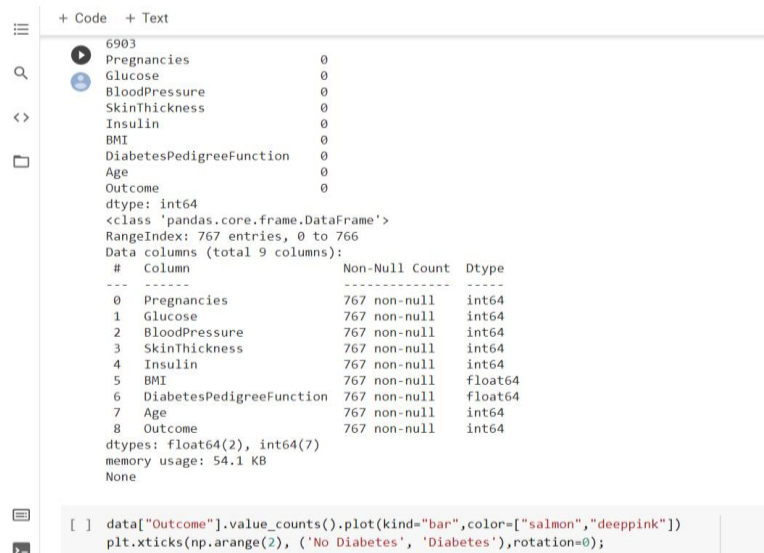 + Code + Text
6903
Pregnancies 0
Glucose 0
BloodPressure 0
SkinThickness 0
Insulin 0
BMI 0
DiabetesPedigreeFunction 0
Age 0
Outcome 0
dtype: int64
<class 'pandas.core.frame.DataFrame'>
RangeIndex: 767 entries, 0 to 766
Data columns (total 9 columns):
# Column Non-Null Count Dtype
--- ------ -------------- -----
0 Pregnancies 767 non-null int64
1 Glucose 767 non-null int64
2 BloodPressure 767 non-null int64
3 SkinThickness 767 non-null int64
4 Insulin 767 non-null int64
5 BMI 767 non-null float64
6 DiabetesPedigreeFunction 767 non-null float64
7 Age 767 non-null int64
8 Outcome 767 non-null int64
dtypes: float64(2), int64(7)
memory usage: 54.1 KB
None
[ ] data["Outcome"].value_counts().plot(kind="bar",color=["salmon","deeppink"])
plt.xticks(np.arange(2), ('No Diabetes', 'Diabetes'),rotation=0);